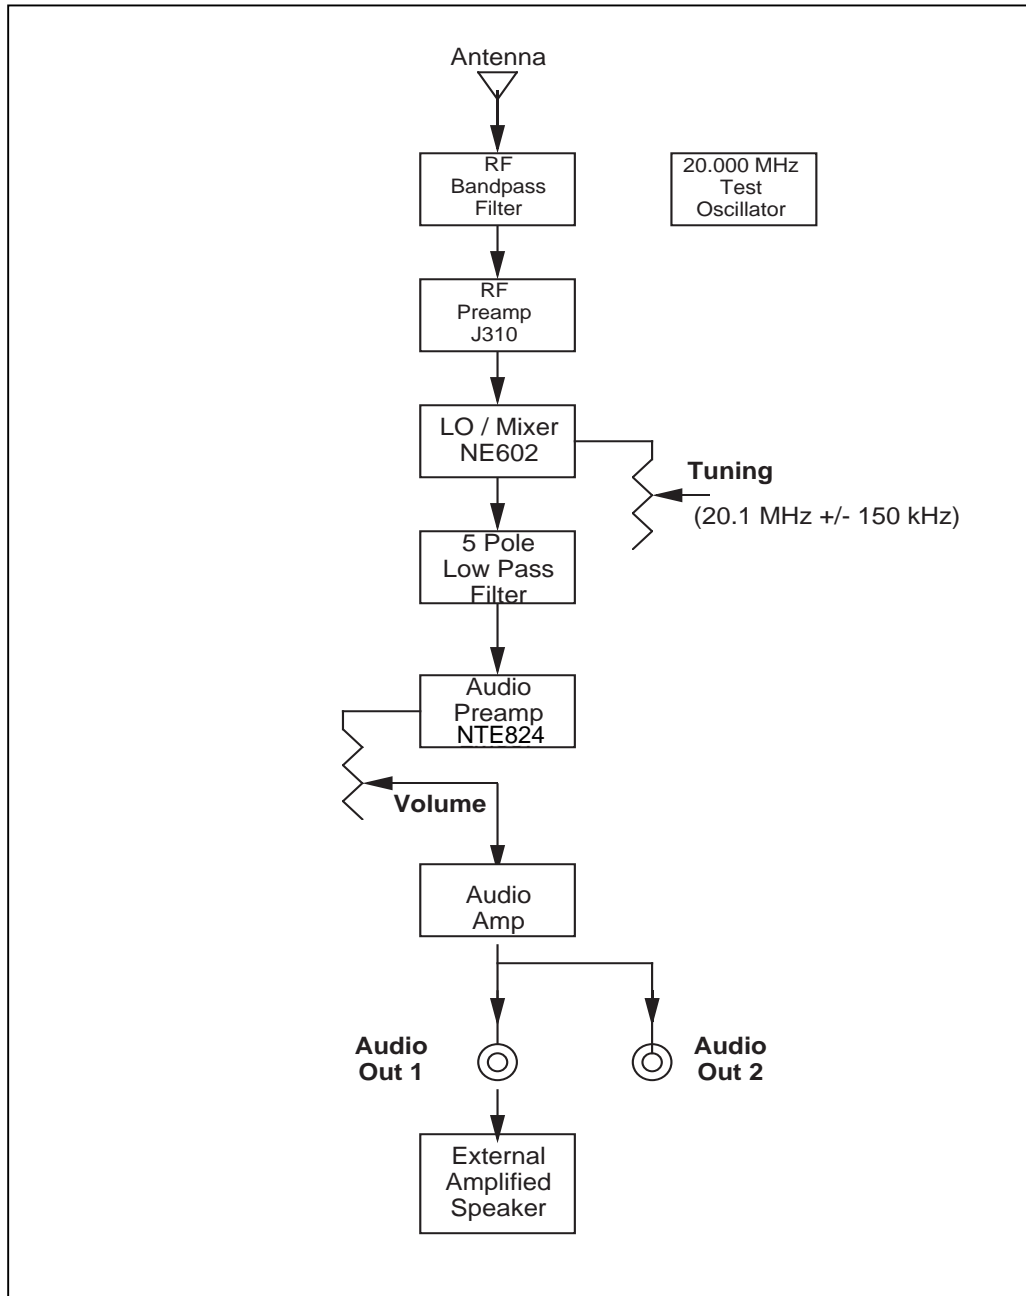 Antenna
RF
Bandpass
Filter
20.000 MHz
Test
Oscillator
RF
Preamp
J310
LO / Mixer
NE602
Tuning
(20.1 MHz +/- 150 kHz)
5 Pole
Low Pass
Filter
Audio
Preamp
NTE824
Volume
Audio
Amp
Audio
Out 1
Audio
Out 2
External
Amplified
Speaker